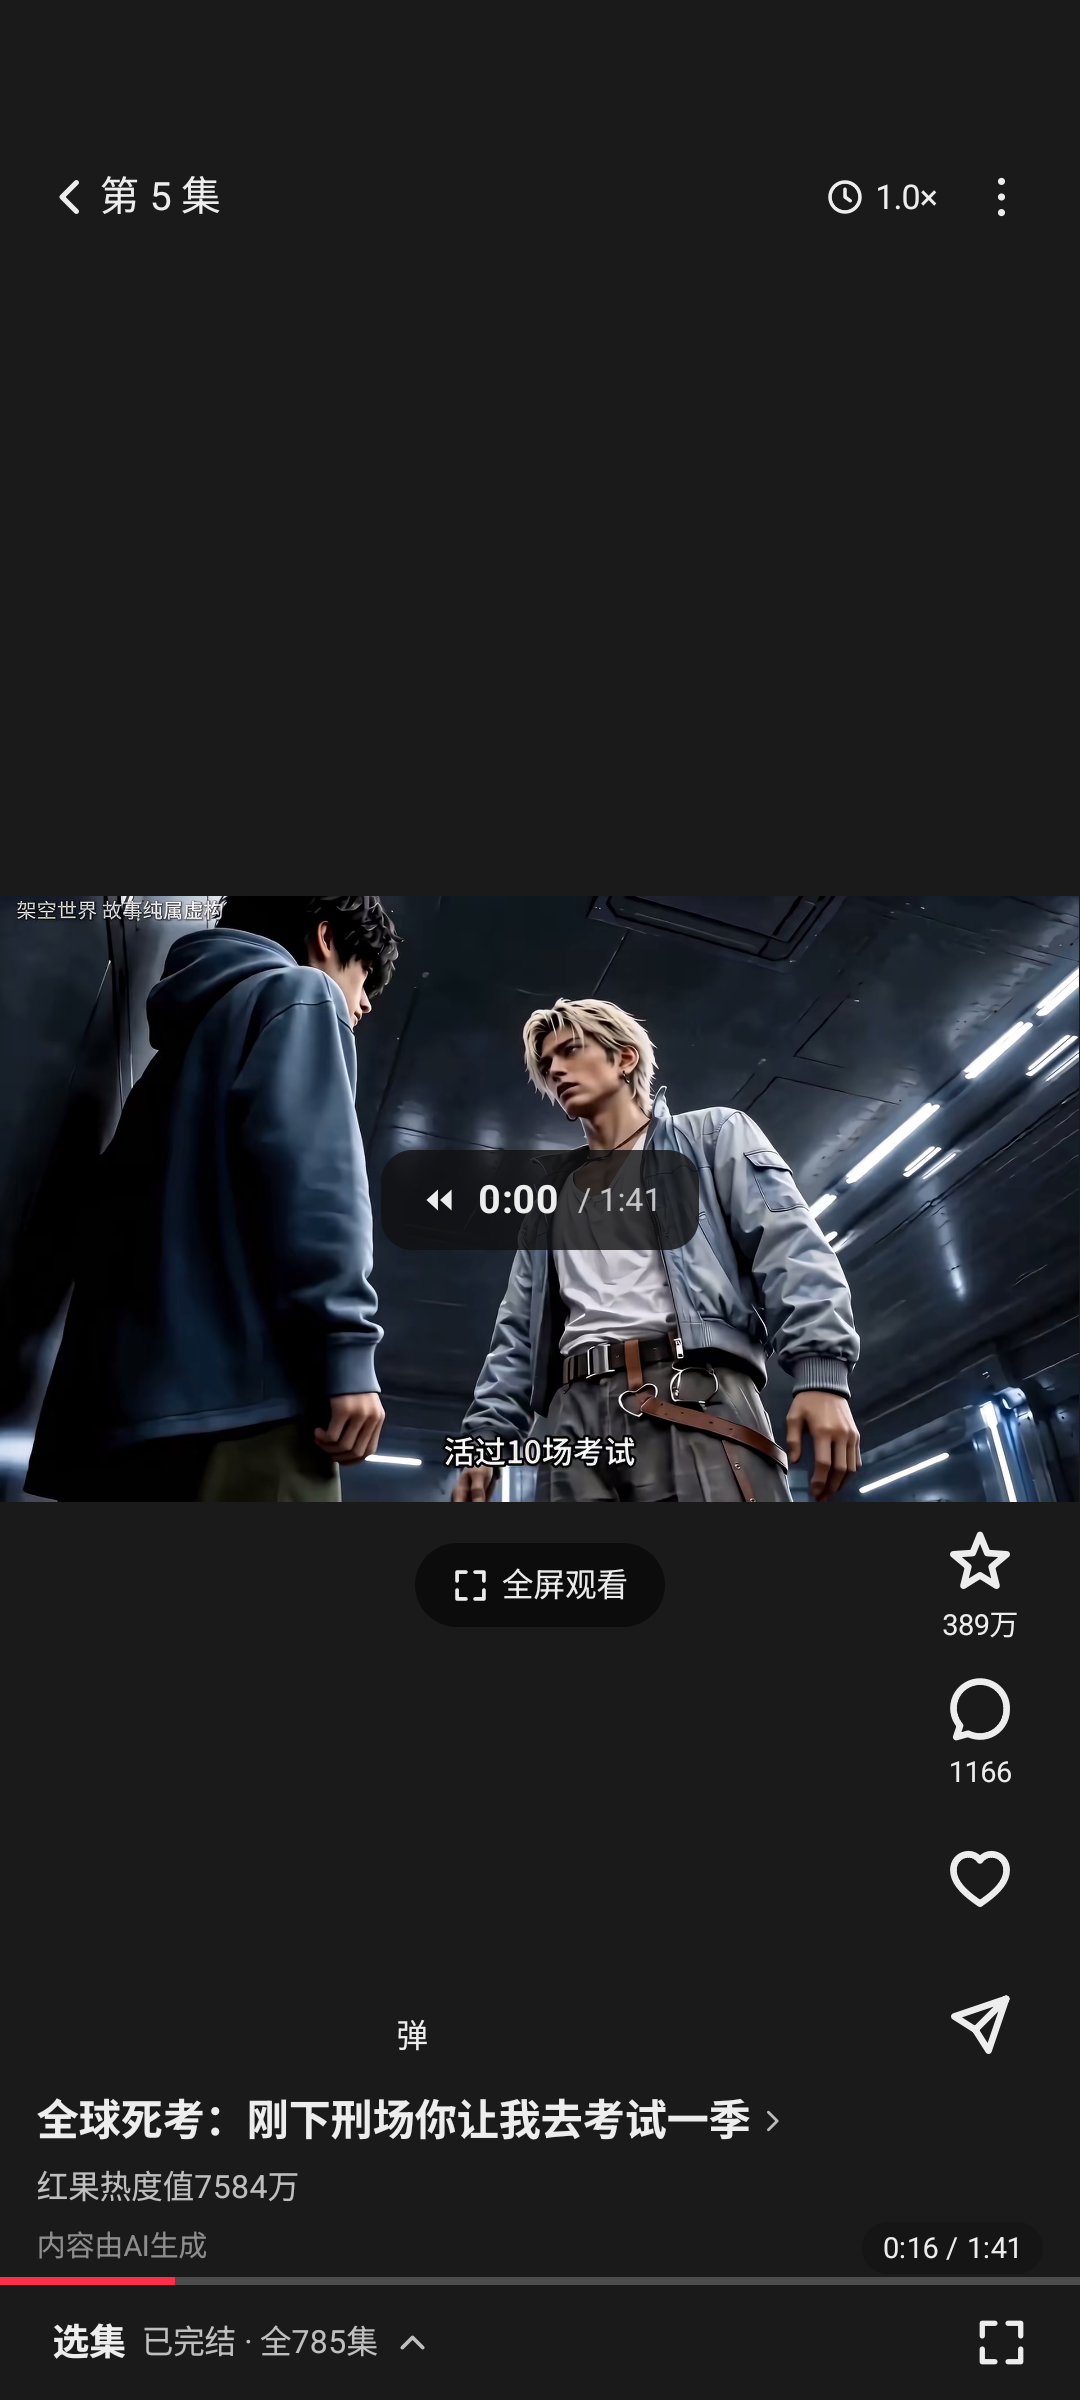 第 5 集
1.0×
架空世界 故事纯属虚构
0:00 / 1:41
活过10场考试
全屏观看
389万
1166
弹
全球死考：刚下刑场你让我去考试一季
红果热度值7584万
内容由AI生成
0:16 / 1:41
选集 已完结 · 全785集